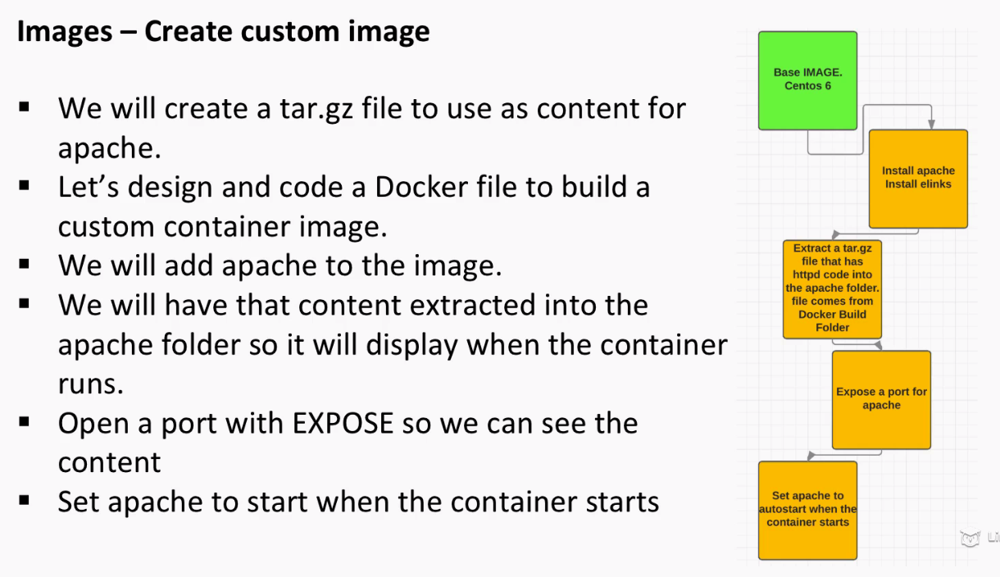 Images – Create custom image
▪ We will create a tar.gz file to use as content for
apache.
▪ Let’s design and code a Docker file to build a
custom container image.
▪ We will add apache to the image.
▪ We will have that content extracted into the
apache folder so it will display when the container
runs.
▪ Open a port with EXPOSE so we can see the
content
▪ Set apache to start when the container starts
Base IMAGE.
Centos 6
Install apache
Install elinks
Extract a tar.gz
file that has
httpd code into
the apache folder.
file comes from
Docker Build
Folder
Expose a port for
apache
Set apache to
autostart when the
container starts